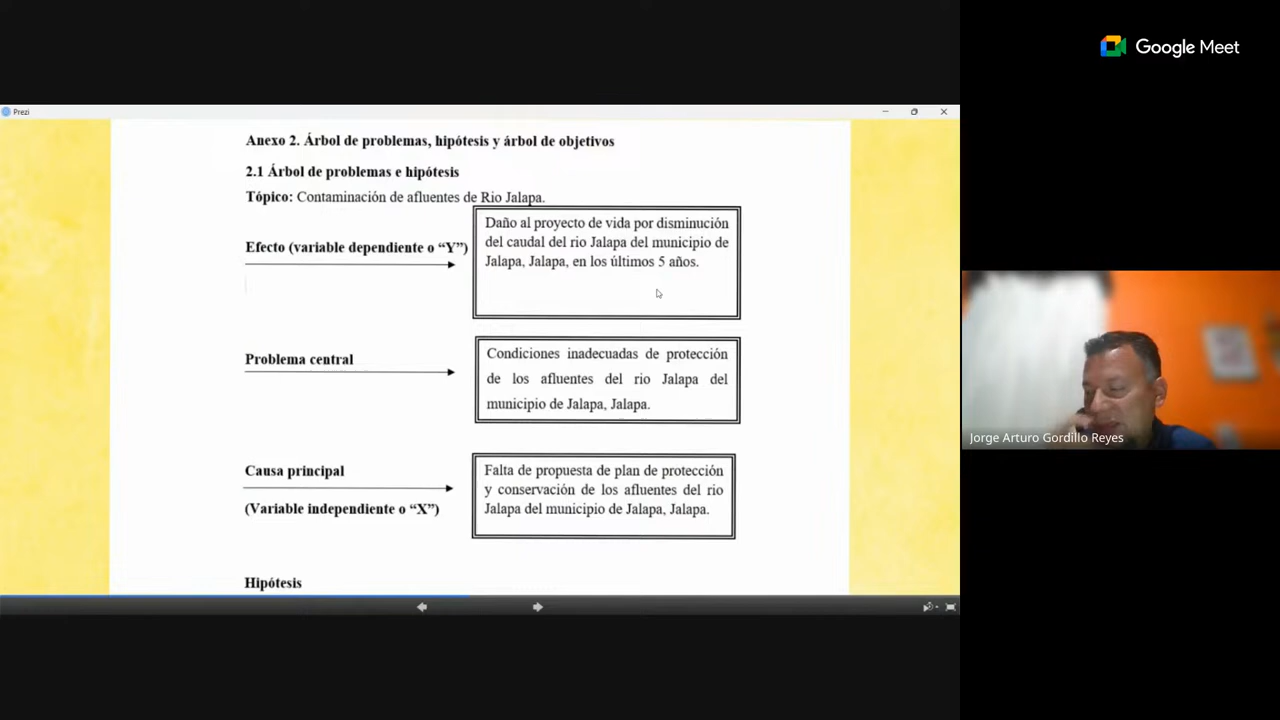 Google Meet
Prezi
Anexo 2. Árbol de problemas, hipótesis y árbol de objetivos
2.1 Árbol de problemas e hipótesis
Tópico: Contaminación de afluentes de Rio Jalapa.
Efecto (variable dependiente o “Y”)
Daño al proyecto de vida por disminución
del caudal del rio Jalapa del municipio de
Jalapa, Jalapa, en los últimos 5 años.
Problema central
Condiciones inadecuadas de protección
de los afluentes del rio Jalapa del
municipio de Jalapa, Jalapa.
Causa principal
(Variable independiente o “X”)
Falta de propuesta de plan de protección
y conservación de los afluentes del rio
Jalapa del municipio de Jalapa, Jalapa.
Hipótesis
Jorge Arturo Gordillo Reyes